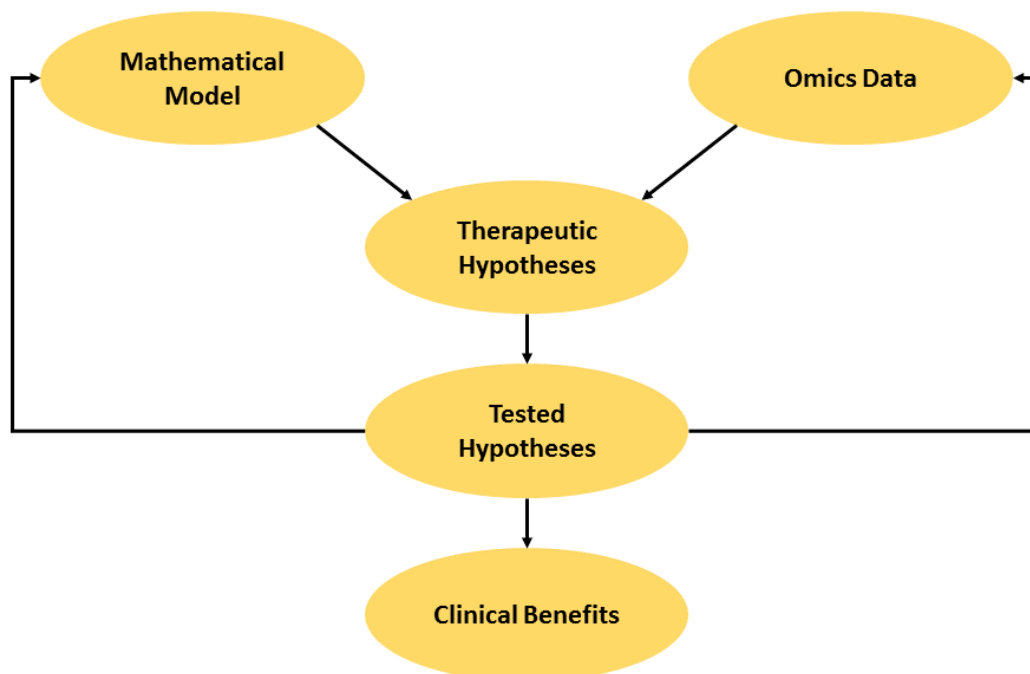 Mathematical
Model
Omics Data
Therapeutic
Hypotheses
Tested
Hypotheses
Clinical Benefits